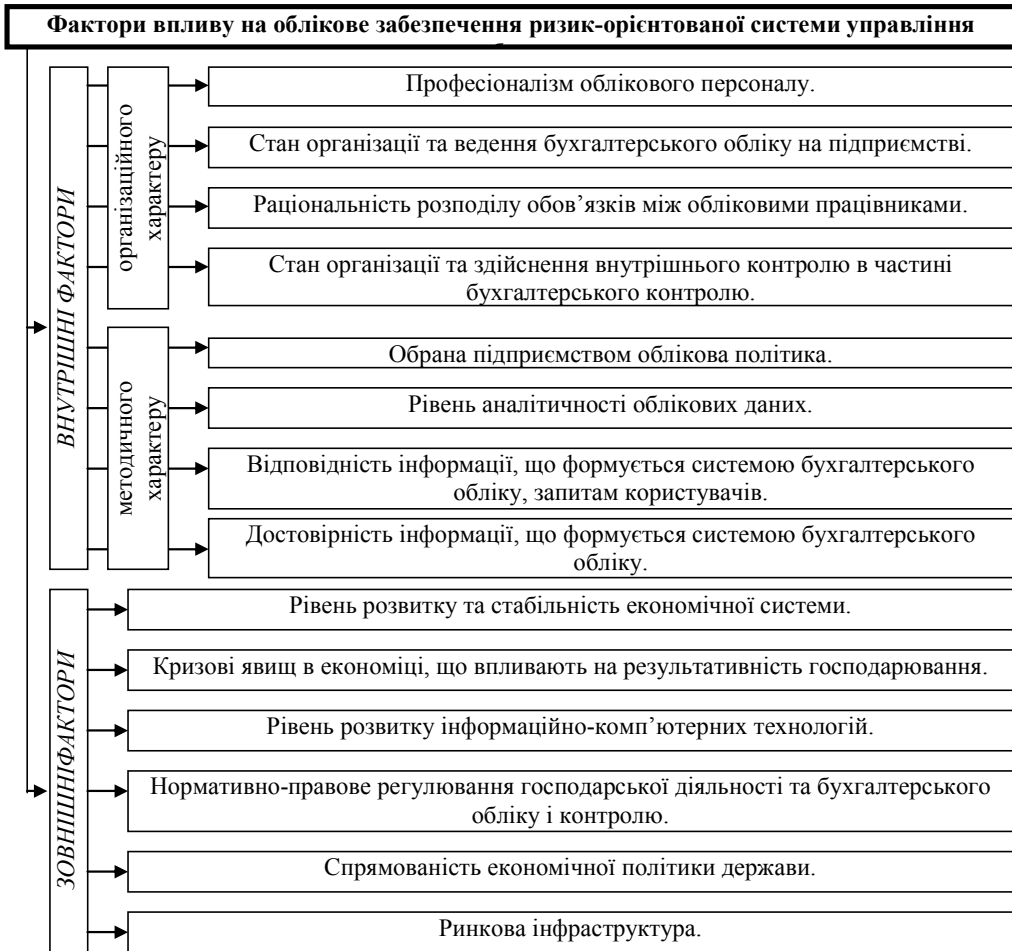 Фактори впливу на облікове забезпечення ризик-орієнтованої системи управління
ВНУТРІШНІ ФАКТОРИ
організаційного
характеру
Професіоналізм облікового персоналу.
Стан організації та ведення бухгалтерського обліку на підприємстві.
Раціональність розподілу обов’язків між обліковими працівниками.
Стан організації та здійснення внутрішнього контролю в частині
бухгалтерського контролю.
методичного
характеру
Обрана підприємством облікова політика.
Рівень аналітичності облікових даних.
Відповідність інформації, що формується системою бухгалтерського
обліку, запитам користувачів.
Достовірність інформації, що формується системою бухгалтерського
обліку.
ЗОВНІШНІФАКТОРИ
Рівень розвитку та стабільність економічної системи.
Кризові явищ в економіці, що впливають на результативність господарювання.
Рівень розвитку інформаційно-комп’ютерних технологій.
Нормативно-правове регулювання господарської діяльності та бухгалтерського
обліку і контролю.
Спрямованість економічної політики держави.
Ринкова інфраструктура.